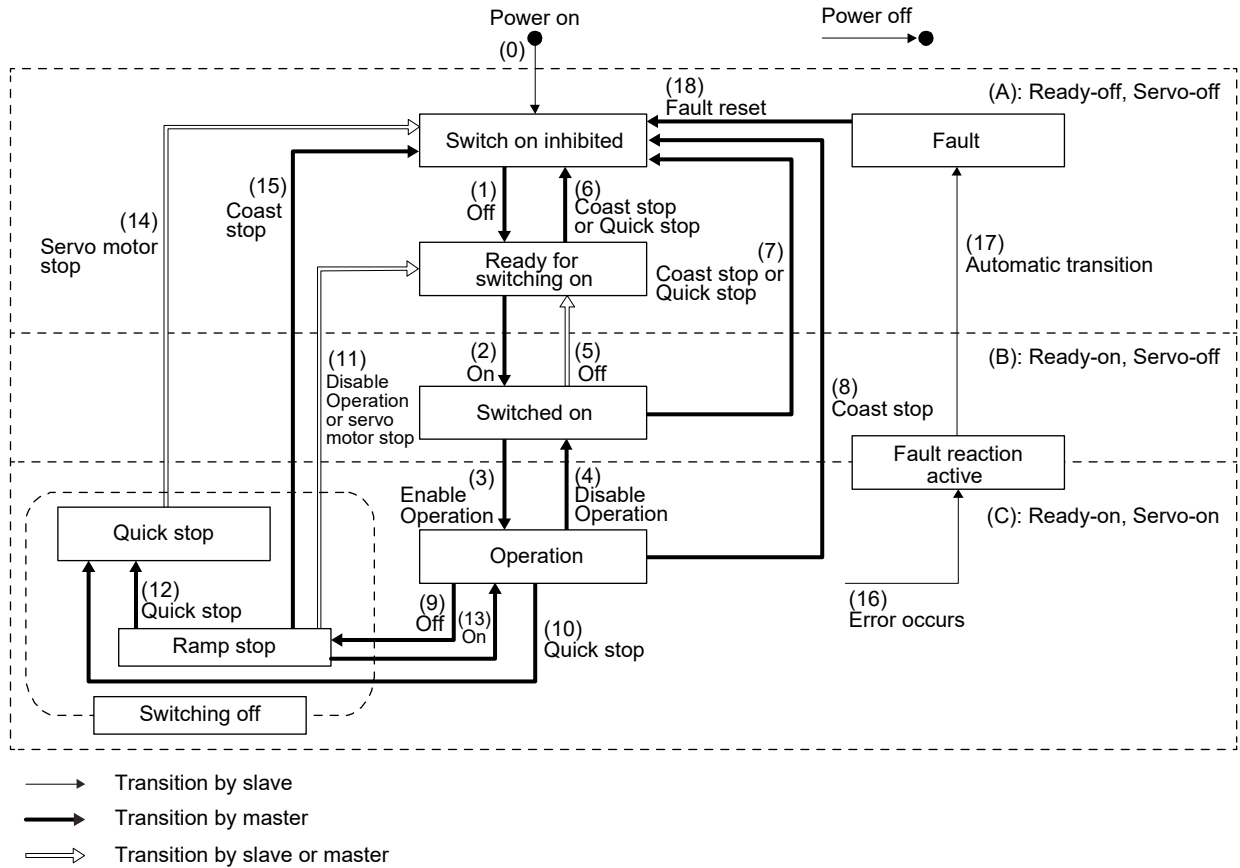 Power on
Power off
(0)
(A): Ready-off, Servo-off
(18)
Fault reset
Switch on inhibited
Fault
(15)
Coast
stop
(1)
Off
(6)
Coast stop
or Quick stop
(14)
Servo motor
stop
(7)
Coast stop or
Quick stop
(17)
Automatic transition
Ready for
switching on
(11)
Disable
Operation
or servo
motor stop
(2)
On
(5)
Off
(B): Ready-on, Servo-off
(8)
Coast stop
Switched on
Fault reaction
active
(3)
Enable
Operation
(4)
Disable
Operation
(C): Ready-on, Servo-on
Quick stop
Operation
(12)
Quick stop
(9)
Off
(13)
On
(10)
Quick stop
(16)
Error occurs
Ramp stop
Switching off
Transition by slave
Transition by master
Transition by slave or master